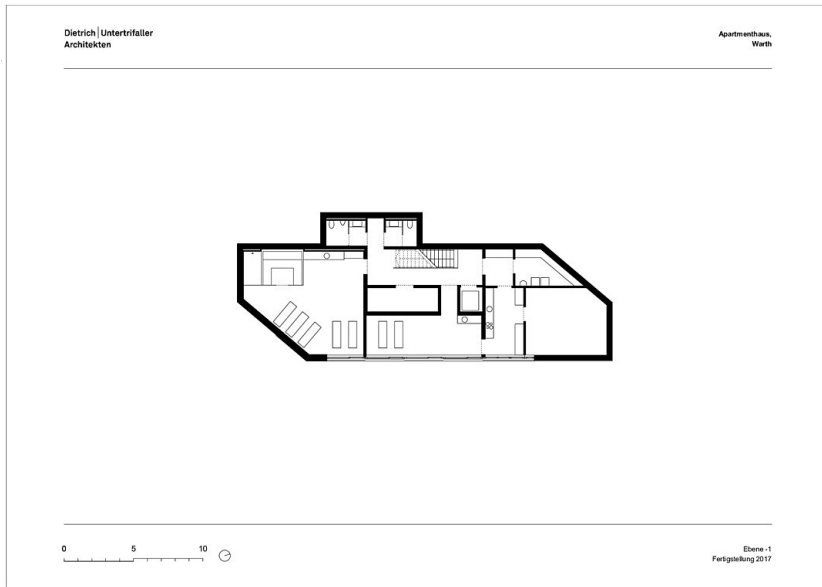 Dietrich | Untertrifaller
Architekten
Apartmenthaus,
Warth
0 5 10
Ebene -1
Fertigstellung 2017